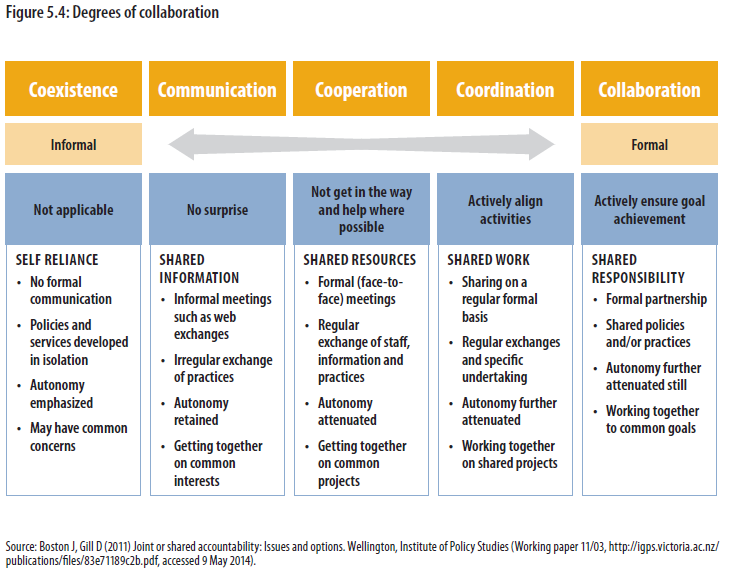 Figure 5.4: Degrees of collaboration
Coexistence
Communication
Cooperation
Coordination
Collaboration
Informal
Formal
Not applicable
No surprise
Not get in the way
and help where
possible
Actively align
activities
Actively ensure goal
achievement
SELF RELIANCE
• No formal
communication
• Policies and
services developed
in isolation
• Autonomy
emphasized
• May have common
concerns
SHARED
INFORMATION
• Informal meetings
such as web
exchanges
• Irregular exchange
of practices
• Autonomy
retained
• Getting together
on common
interests
SHARED RESOURCES
• Formal (face-to-
face) meetings
• Regular
exchange of staff,
information and
practices
• Autonomy
attenuated
• Getting together
on common
projects
SHARED WORK
• Sharing on a
regular formal
basis
• Regular exchanges
and specific
undertaking
• Autonomy further
attenuated
• Working together
on shared projects
SHARED
RESPONSIBILITY
• Formal partnership
• Shared policies
and/or practices
• Autonomy further
attenuated still
• Working together
to common goals
Source: Boston J, Gill D (2011) Joint or shared accountability: Issues and options. Wellington, Institute of Policy Studies (Working paper 11/03, http://igps.victoria.ac.nz/
publications/files/83e71189c2b.pdf, accessed 9 May 2014).